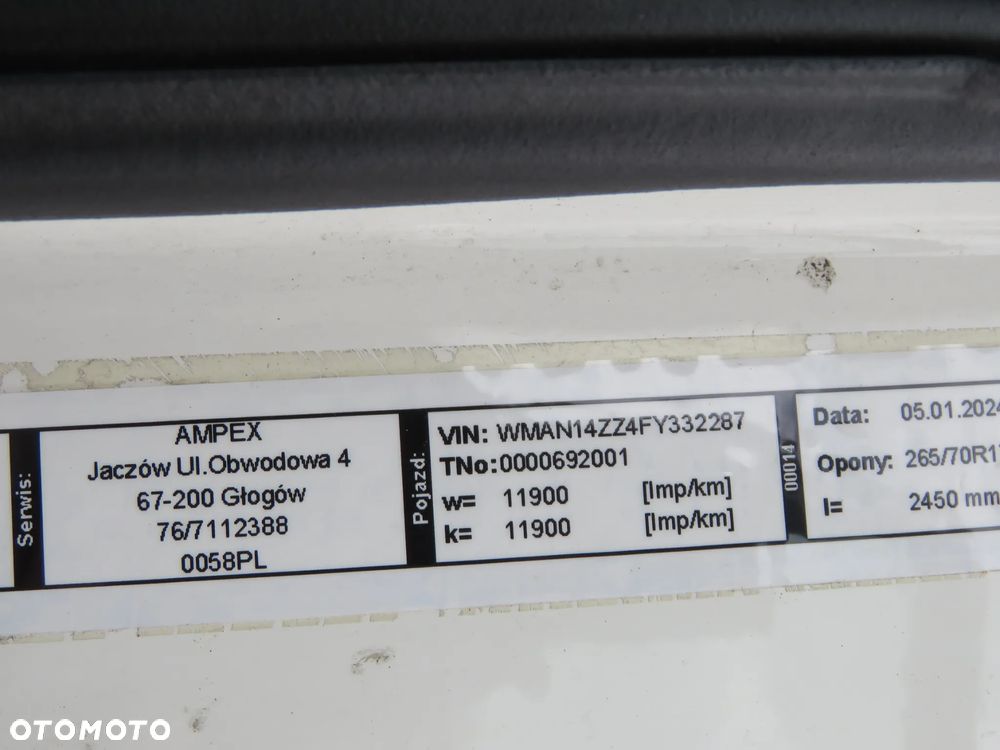 Serwis:
AMPEX
Jaczów Ul.Obwodowa 4
67-200 Głogów
76/7112388
0058PL
Pojazd:
VIN: WMAN14ZZ4FY332287
TNo:0000692001
w= 11900 [Imp/km]
k= 11900 [Imp/km]
00014
Data: 05.01.2024
Opony: 265/70R1
l= 2450 mm
OTOMOTO